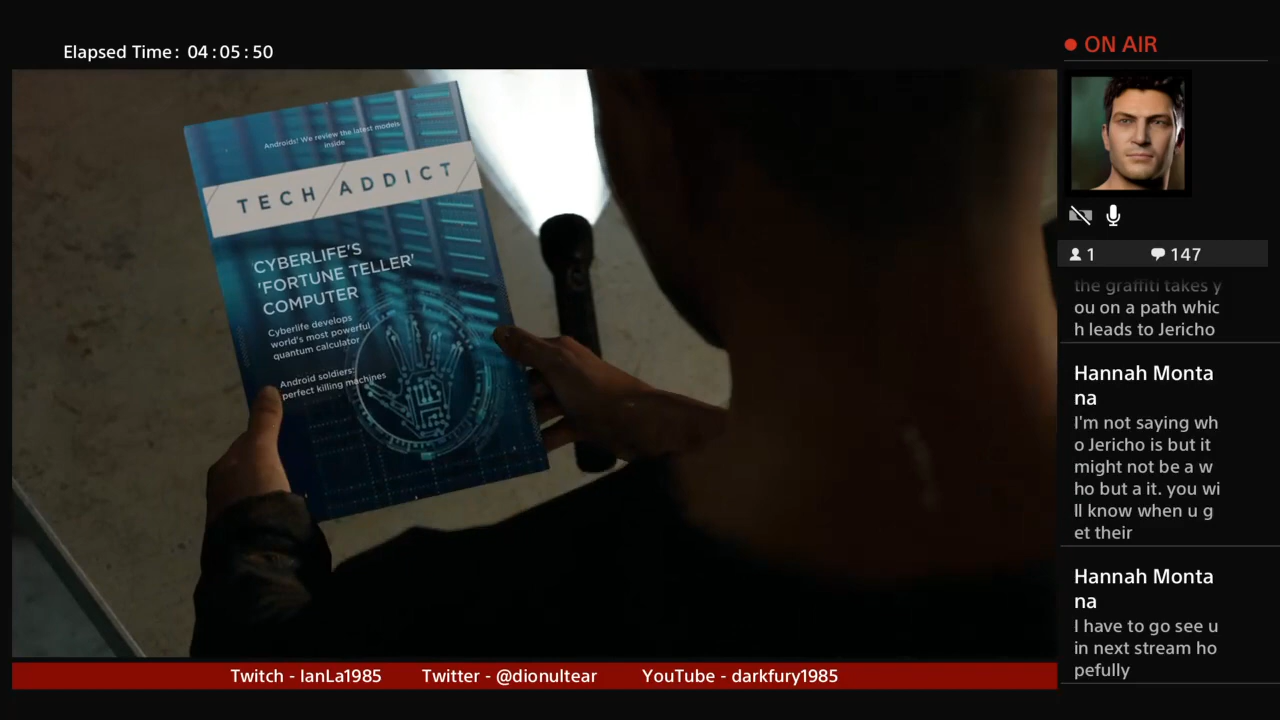 Elapsed Time: 04:05:50
ON AIR
Androids! We review the latest models
inside
TECH ADDICT
CYBERLIFE'S
'FORTUNE TELLER'
COMPUTER
Cyberlife develops
world's most powerful
quantum calculator
Android soldiers:
perfect killing machines
1 147
the graffiti takes y
ou on a path whic
h leads to Jericho
Hannah Monta
na
I'm not saying wh
o Jericho is but it
might not be a w
ho but a it. you wi
ll know when u g
et their
Hannah Monta
na
I have to go see u
in next stream ho
pefully
Twitch - IanLa1985 Twitter - @dionultear YouTube - darkfury1985